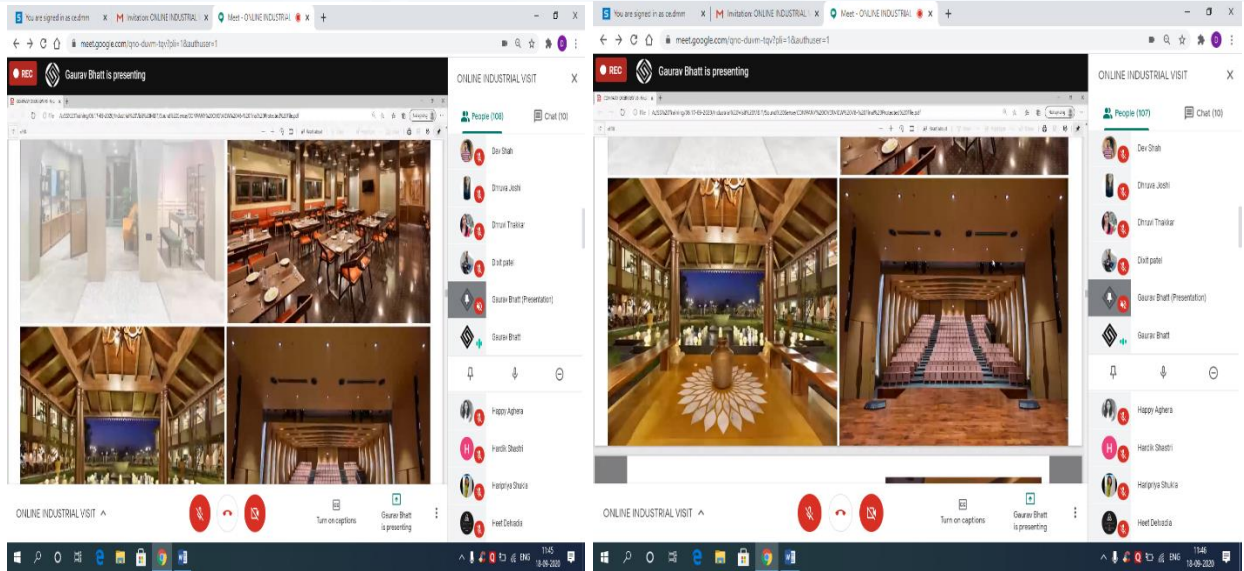 You are signed in as ce.dmm
Invitation: ONLINE INDUSTRIAL
Meet - ONLINE INDUSTRIAL
meet.google.com/qno-duvm-tqv?pli=1&authuser=1
REC
Gaurav Bhatt is presenting
ONLINE INDUSTRIAL VISIT
People (108)
Chat (10)
Dev Shah
Dhruva Joshi
Dhruvi Thakkar
Dixit patel
Gaurav Bhatt (Presentation)
Gaurav Bhatt
Happy Aghera
H
Hardik Shastri
Haripriya Shukla
Heet Dehadia
ONLINE INDUSTRIAL VISIT
Turn on captions
Gaurav Bhatt
is presenting
ENG
11:45
18-09-2020
You are signed in as ce.dmm
Invitation: ONLINE INDUSTRIAL
Meet - ONLINE INDUSTRIAL
meet.google.com/qno-duvm-tqv?pli=1&authuser=1
REC
Gaurav Bhatt is presenting
ONLINE INDUSTRIAL VISIT
People (107)
Chat (10)
Dev Shah
Dhruva Joshi
Dhruvi Thakkar
Dixit patel
Gaurav Bhatt (Presentation)
Gaurav Bhatt
Happy Aghera
H
Hardik Shastri
Haripriya Shukla
Heet Dehadia
ONLINE INDUSTRIAL VISIT
Turn on captions
Gaurav Bhatt
is presenting
ENG
11:46
18-09-2020